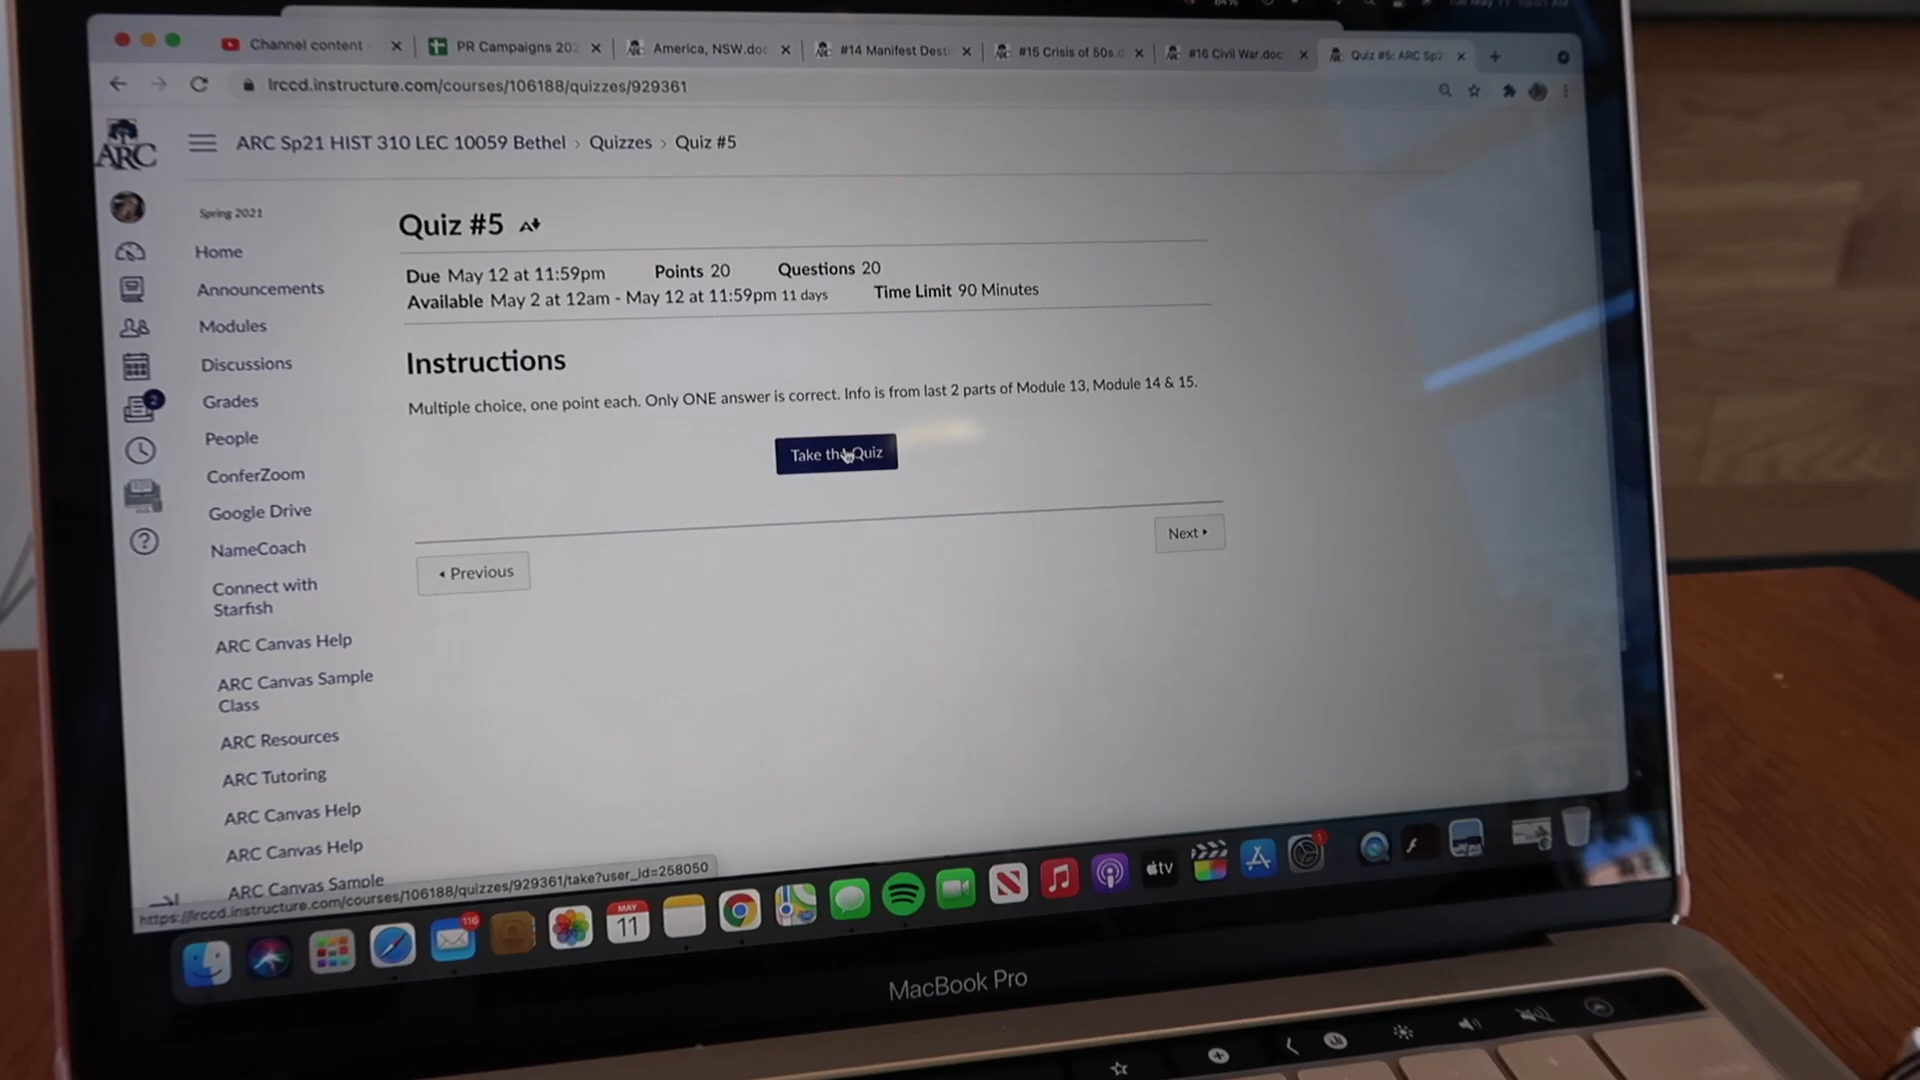 Channel content
PR Campaigns 202
America, NSW.doc
#14 Manifest Desti
#15 Crisis of 50s.d
#16 Civil War.doc
Quiz #5: ARC Sp2
lrccd.instructure.com/courses/106188/quizzes/929361
ARC
ARC Sp21 HIST 310 LEC 10059 Bethel › Quizzes › Quiz #5
Spring 2021
Home
Announcements
Modules
Discussions
Grades
People
ConferZoom
Google Drive
NameCoach
Connect with
Starfish
ARC Canvas Help
ARC Canvas Sample
Class
ARC Resources
ARC Tutoring
ARC Canvas Help
ARC Canvas Help
ARC Canvas Sample
2
Quiz #5
Due May 12 at 11:59pm Points 20 Questions 20
Available May 2 at 12am - May 12 at 11:59pm 11 days Time Limit 90 Minutes
Instructions
Multiple choice, one point each. Only ONE answer is correct. Info is from last 2 parts of Module 13, Module 14 & 15.
Take the Quiz
Previous
Next
https://lrccd.instructure.com/courses/106188/quizzes/929361/take?user_id=258050
116
MAY
11
tv
1
MacBook Pro